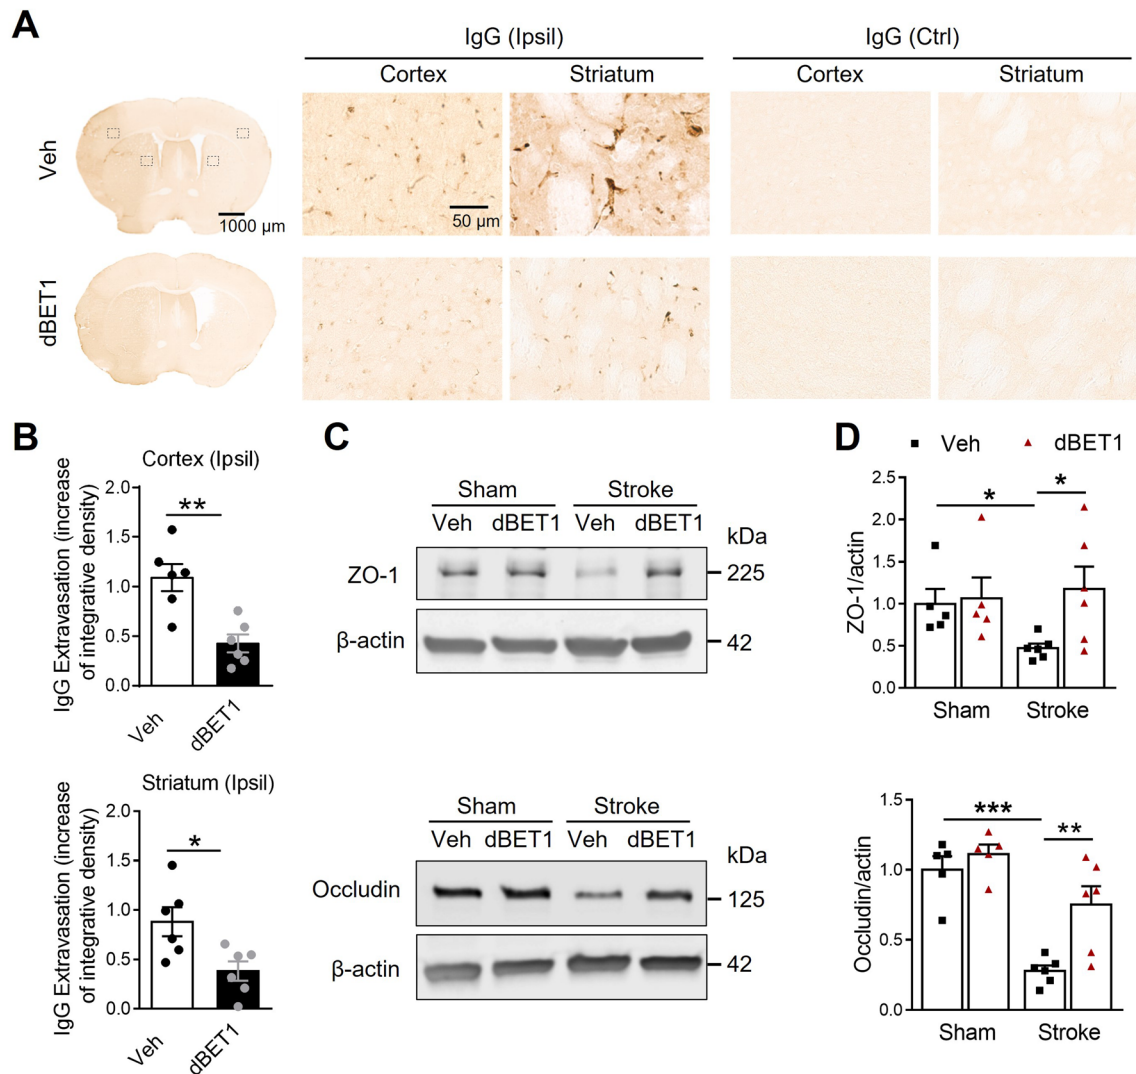 A
IgG (Ipsil)
IgG (Ctrl)
Cortex
Striatum
Cortex
Striatum
Veh
1000 µm
50 µm
dBET1
B
Cortex (Ipsil)
IgG Extravasation (increase
of integrative density)
2.0
1.5
1.0
0.5
0.0
**
Veh
dBET1
Striatum (Ipsil)
IgG Extravasation (increase
of integrative density)
2.0
1.5
1.0
0.5
0.0
*
Veh
dBET1
C
Sham
Stroke
Veh
dBET1
Veh
dBET1
kDa
ZO-1
225
β-actin
42
Sham
Stroke
Veh
dBET1
Veh
dBET1
kDa
Occludin
125
β-actin
42
D
Veh
dBET1
ZO-1/actin
2.5
2.0
1.5
1.0
0.5
0.0
*
*
Sham
Stroke
Occludin/actin
1.5
1.0
0.5
0.0
***
**
Sham
Stroke